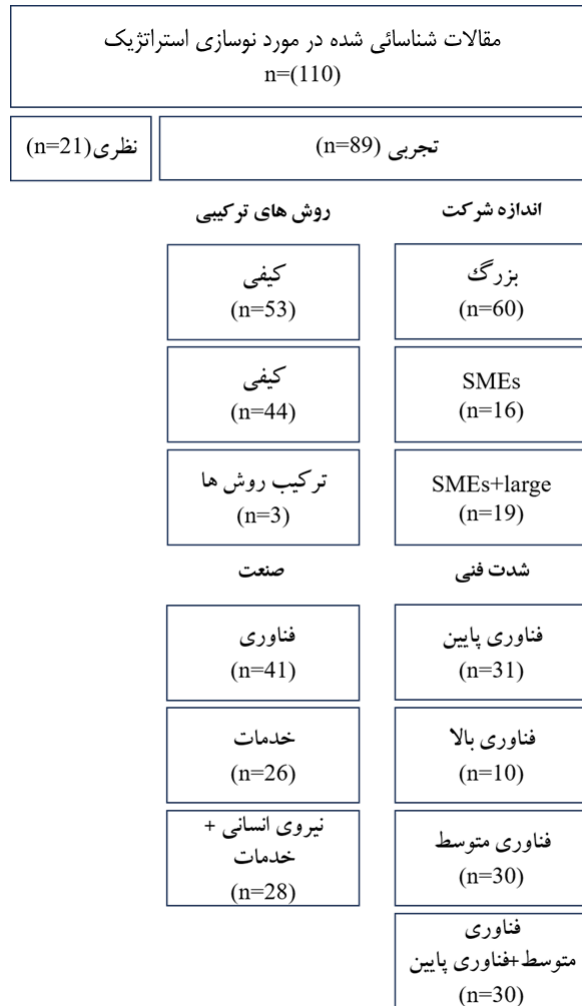 مقالات شناسائی شده در مورد نوسازی استراتژیک
n=(110)
تجربی (n=89)
نظری(n=21)
اندازه شرکت
روش های ترکیبی
بزرگ
(n=60)
کیفی
(n=53)
SMEs
(n=16)
کیفی
(n=44)
SMEs+large
(n=19)
ترکیب روش ها
(n=3)
شدت فنی
صنعت
فناوری پایین
(n=31)
فناوری
(n=41)
فناوری بالا
(n=10)
خدمات
(n=26)
فناوری متوسط
(n=30)
نیروی انسانی +
خدمات
(n=28)
فناوری
متوسط+فناوری پایین
(n=30)